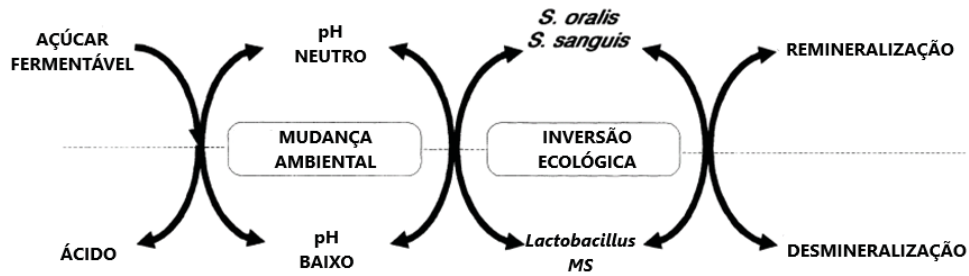 AÇÚCAR
FERMENTÁVEL
pH
NEUTRO
S. oralis
S. sanguis
REMINERALIZAÇÃO
MUDANÇA
AMBIENTAL
INVERSÃO
ECOLÓGICA
ÁCIDO
pH
BAIXO
Lactobacillus
MS
DESMINERALIZAÇÃO